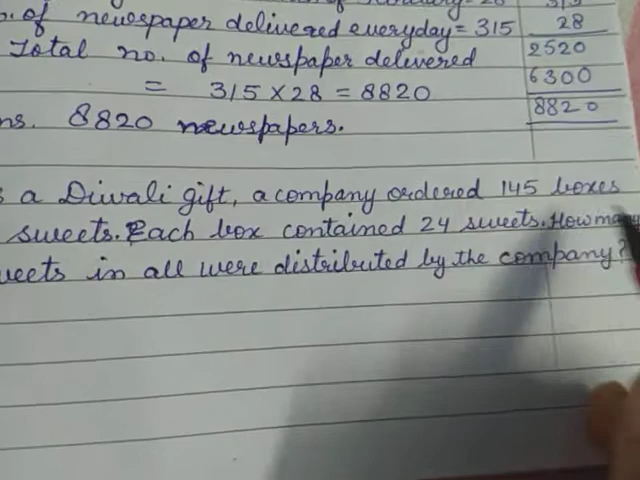 of newspaper delivered everyday = 315
28
Total no. of newspaper delivered
2520
= 315 × 28 = 8820
6300
8820
ns. 8820 newspapers.
s a Diwali gift, a company ordered 145 boxes
sweets. Each box contained 24 sweets. How many
weets in all were distributed by the company?